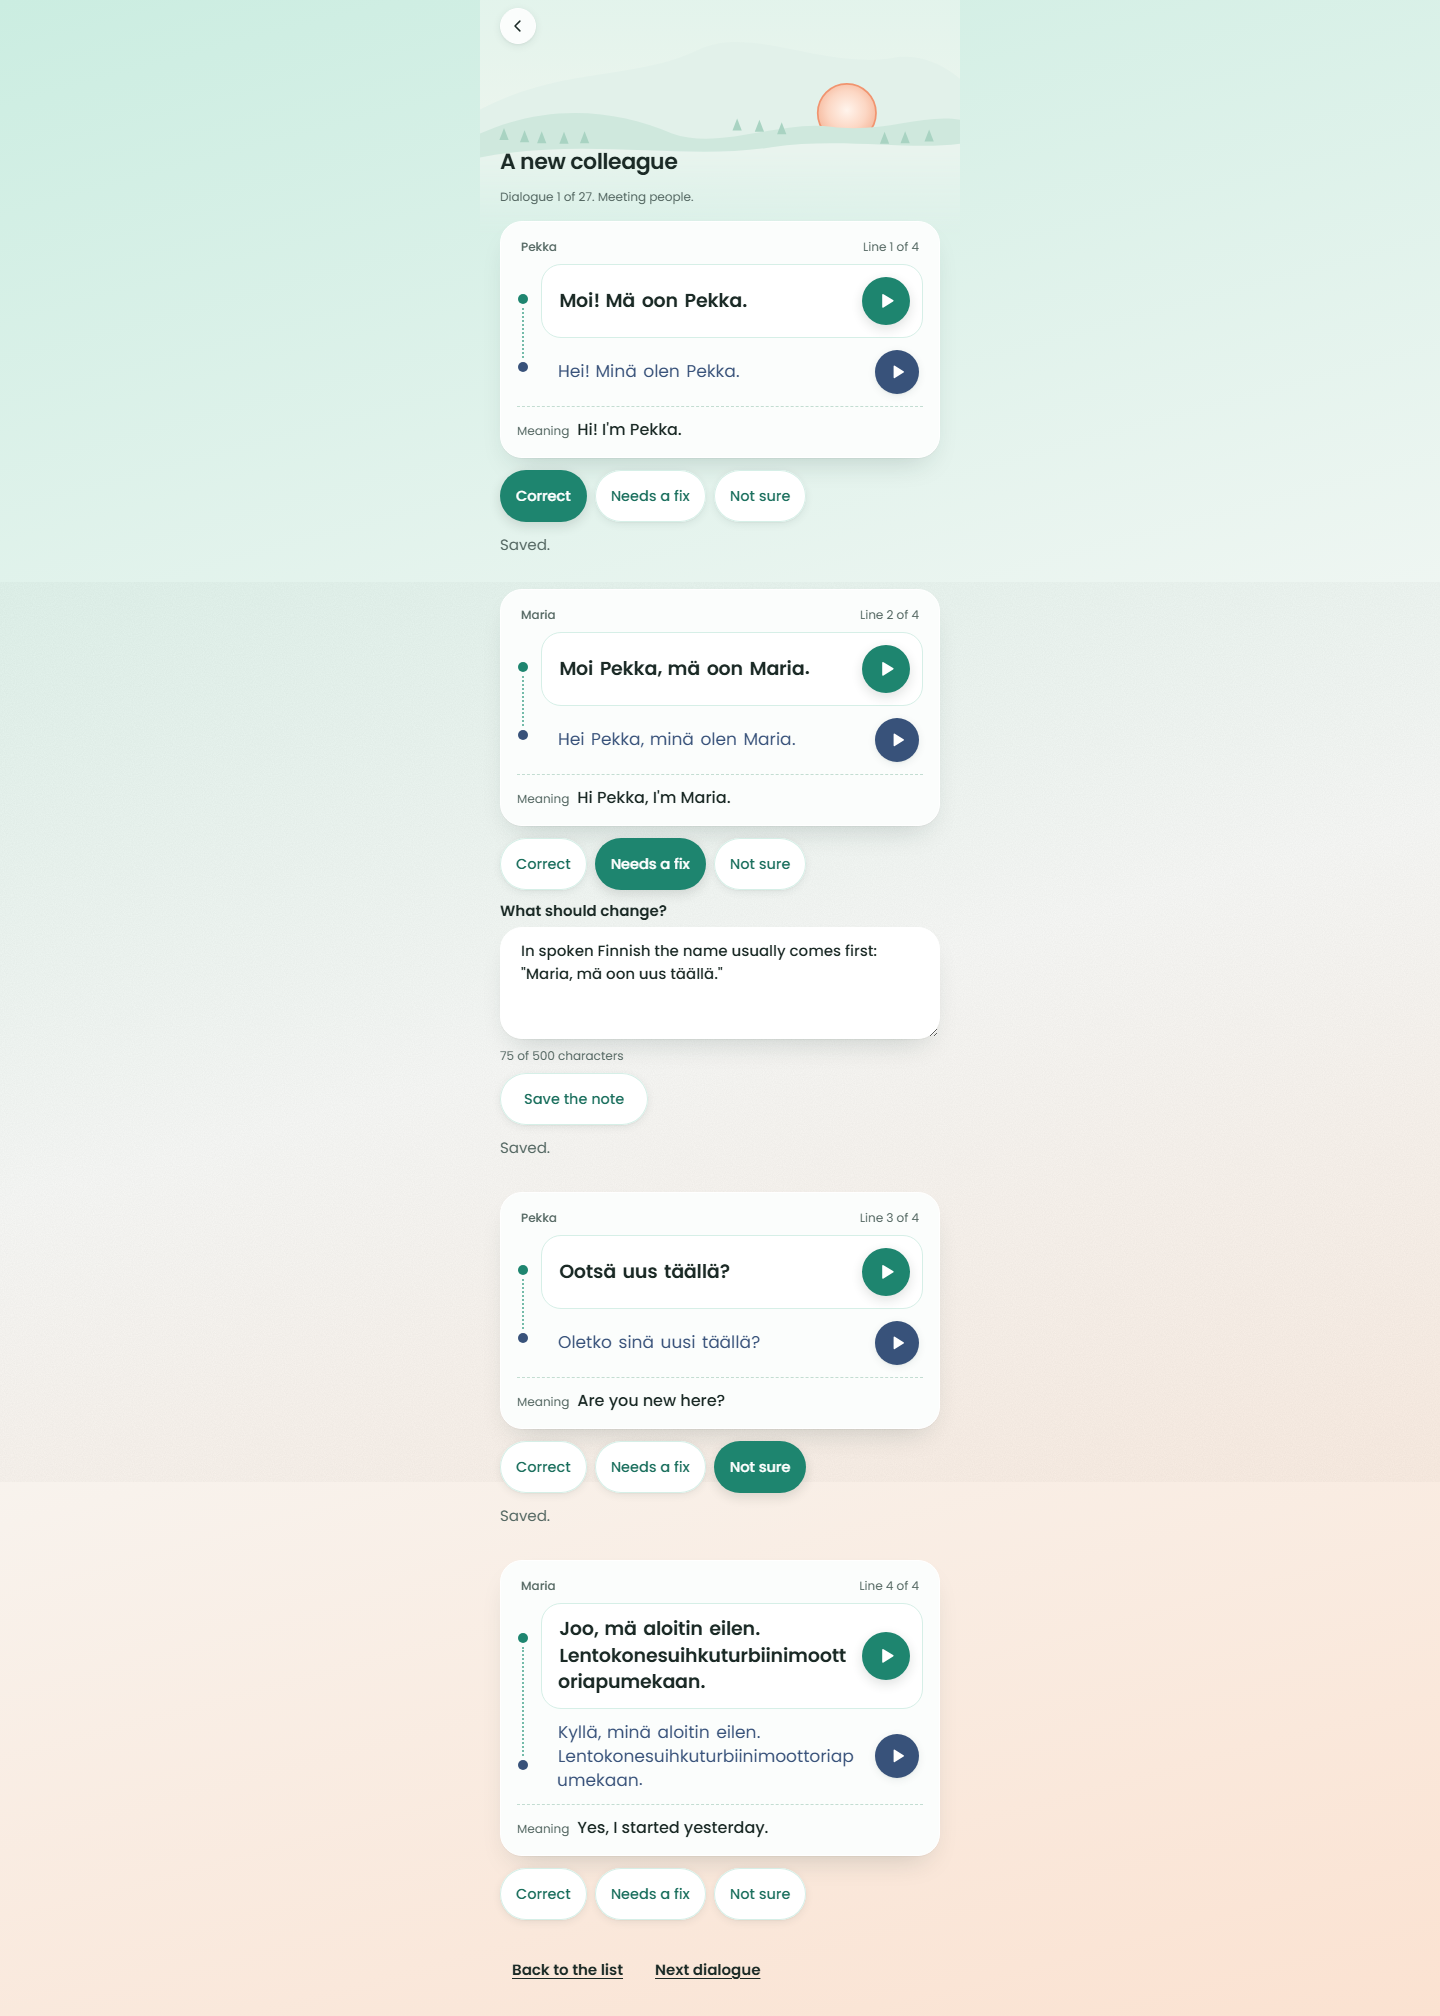 A new colleague
Dialogue 1 of 27. Meeting people.
Pekka
Line 1 of 4
Moi! Mä oon Pekka.
Hei! Minä olen Pekka.
Meaning Hi! I'm Pekka.
Correct
Needs a fix
Not sure
Saved.
Maria
Line 2 of 4
Moi Pekka, mä oon Maria.
Hei Pekka, minä olen Maria.
Meaning Hi Pekka, I'm Maria.
Correct
Needs a fix
Not sure
What should change?
In spoken Finnish the name usually comes first:
"Maria, mä oon uus täällä."
75 of 500 characters
Save the note
Saved.
Pekka
Line 3 of 4
Ootsä uus täällä?
Oletko sinä uusi täällä?
Meaning Are you new here?
Correct
Needs a fix
Not sure
Saved.
Maria
Line 4 of 4
Joo, mä aloitin eilen.
Lentokonesuihkuturbiinimoott
oriapumekaan.
Kyllä, minä aloitin eilen.
Lentokonesuihkuturbiinimoottoriap
umekaan.
Meaning Yes, I started yesterday.
Correct
Needs a fix
Not sure
Back to the list
Next dialogue